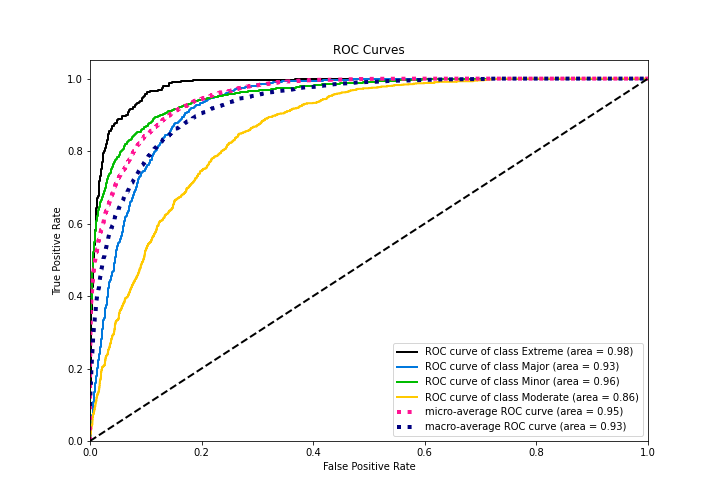 ROC Curves
1.0
0.8
0.6
0.4
0.2
0.0
True Positive Rate
0.0 0.2 0.4 0.6 0.8 1.0
False Positive Rate
ROC curve of class Extreme (area = 0.98)
ROC curve of class Major (area = 0.93)
ROC curve of class Minor (area = 0.96)
ROC curve of class Moderate (area = 0.86)
micro-average ROC curve (area = 0.95)
macro-average ROC curve (area = 0.93)